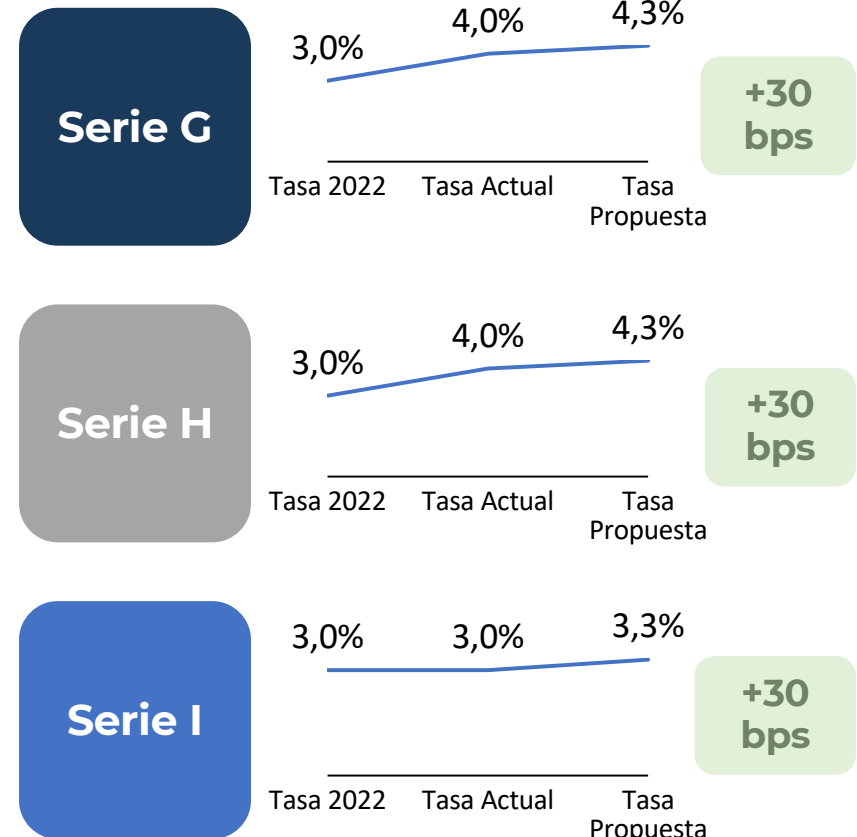 Serie G
3,0%
4,0%
4,3%
Tasa 2022
Tasa Actual
Tasa
Propuesta
+30
bps
Serie H
3,0%
4,0%
4,3%
Tasa 2022
Tasa Actual
Tasa
Propuesta
+30
bps
Serie I
3,0%
3,0%
3,3%
Tasa 2022
Tasa Actual
Tasa
Propuesta
+30
bps